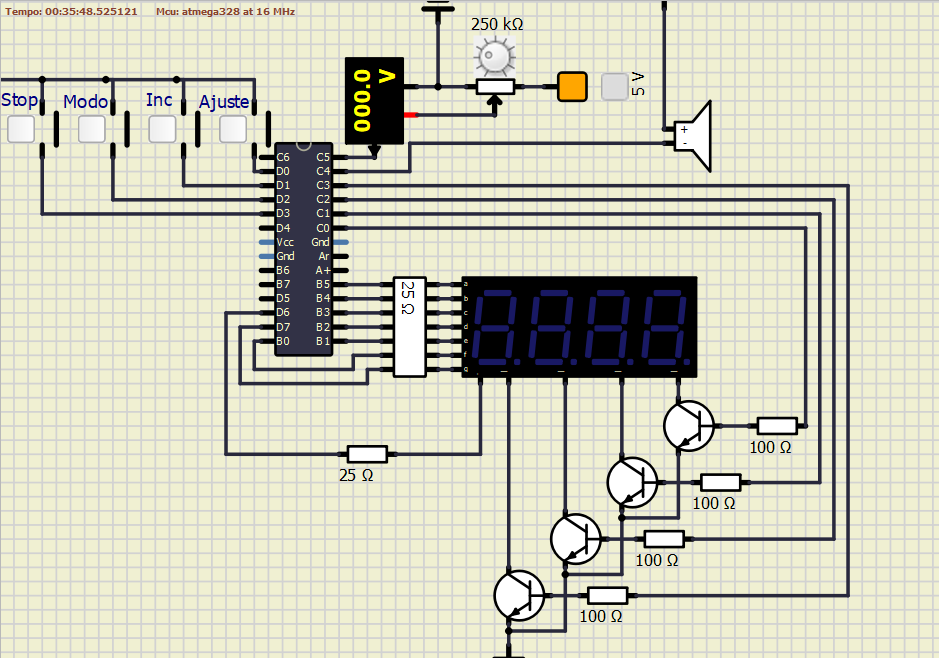 Tempo: 00:35:48.525121 Mcu: atmega328 at 16 MHz
250 kΩ
000.0 V
5 V
Stop Modo Inc Ajuste
+
-
C6 C5
D0 C4
D1 C3
D2 C2
D3 C1
D4 C0
Vcc Gnd
Gnd Ar
B6 A+
B7 B5
D5 B4
D6 B3
D7 B2
B0 B1
25 Ω
a
b
c
d
e
f
g
100 Ω
25 Ω
100 Ω
100 Ω
100 Ω